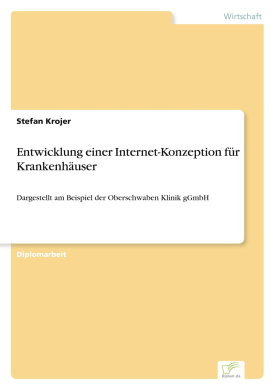 Wirtschaft
Stefan Krojer
Entwicklung einer Internet-Konzeption für
Krankenhäuser
Dargestellt am Beispiel der Oberschwaben Klinik gGmbH
Diplomarbeit
Diplom.de